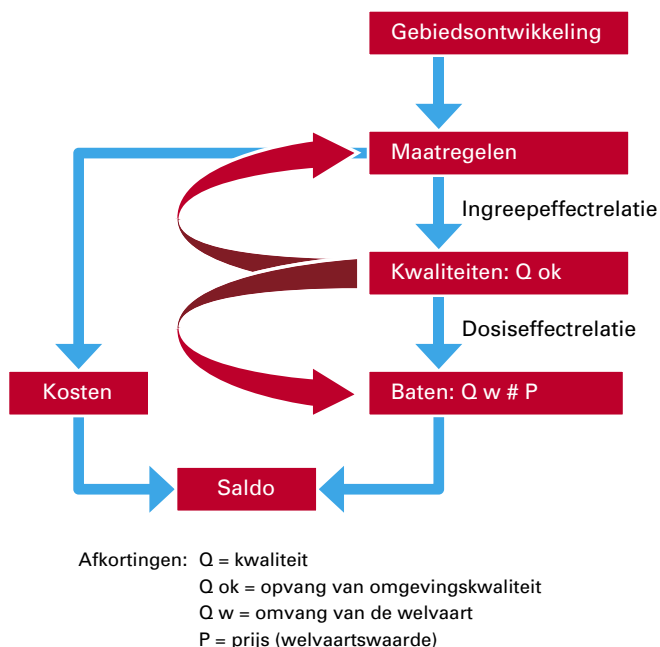 Gebiedsontwikkeling
Maatregelen
Ingreepeffectrelatie
Kwaliteiten: Q ok
Dosiseffectrelatie
Kosten
Baten: Q w # P
Saldo
Afkortingen: Q = kwaliteit
Q ok = opvang van omgevingskwaliteit
Q w = omvang van de welvaart
P = prijs (welvaartswaarde)